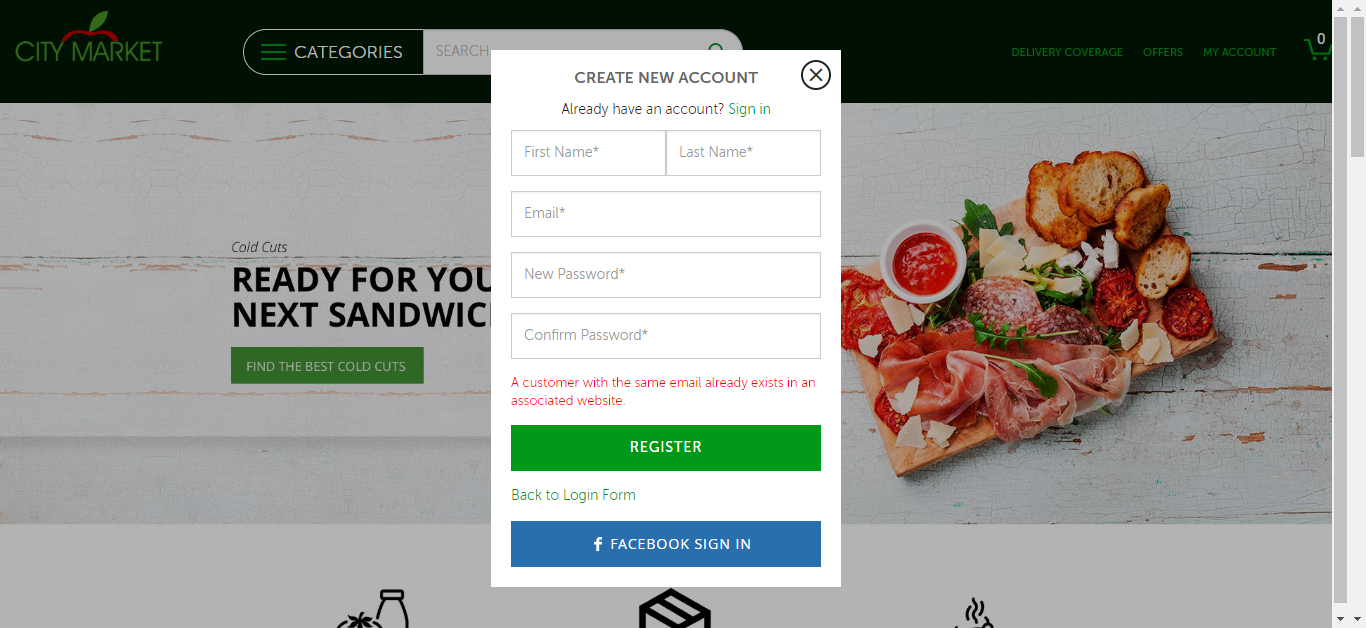 CITY MARKET
CATEGORIES
SEARCH
DELIVERY COVERAGE
OFFERS
MY ACCOUNT
0
CREATE NEW ACCOUNT
Already have an account? Sign in
First Name*
Last Name*
Email*
New Password*
Confirm Password*
A customer with the same email already exists in an
associated website.
REGISTER
Back to Login Form
f FACEBOOK SIGN IN
Cold Cuts
READY FOR YOU
NEXT SANDWIC
FIND THE BEST COLD CUTS